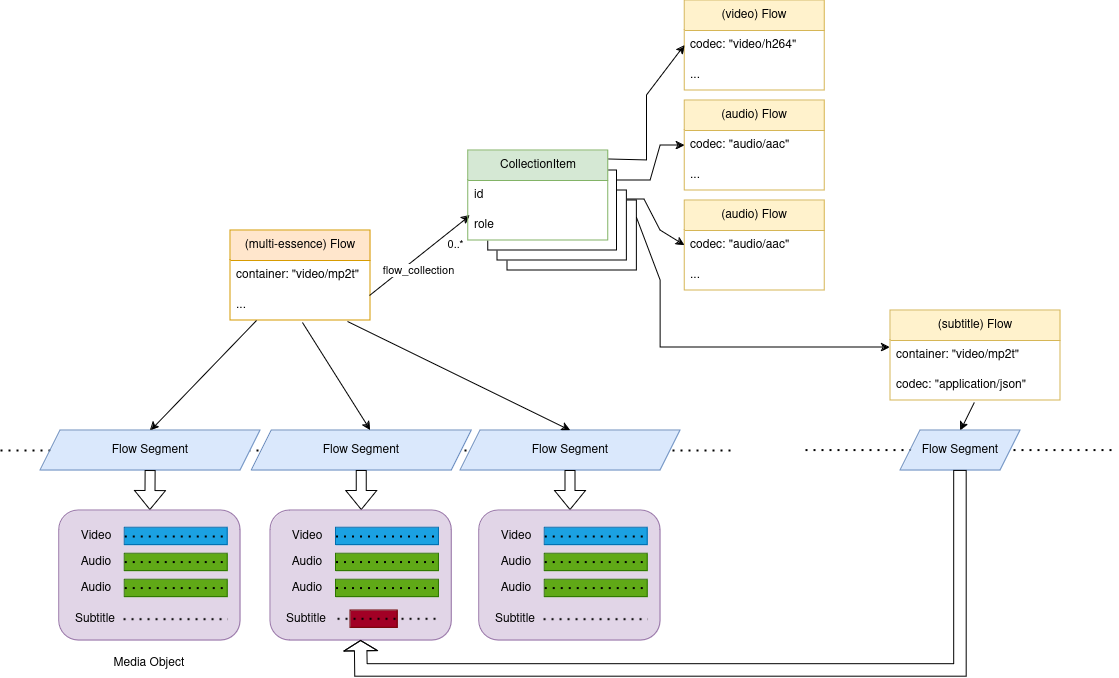 (video) Flow
codec: "video/h264"
...
(audio) Flow
codec: "audio/aac"
...
CollectionItem
id
role
(audio) Flow
codec: "audio/aac"
...
0..*
flow_collection
(multi-essence) Flow
container: "video/mp2t"
...
(subtitle) Flow
container: "video/mp2t"
codec: "application/json"
Flow Segment
Flow Segment
Flow Segment
Flow Segment
Video
Audio
Audio
Subtitle
Video
Audio
Audio
Subtitle
Video
Audio
Audio
Subtitle
Media Object